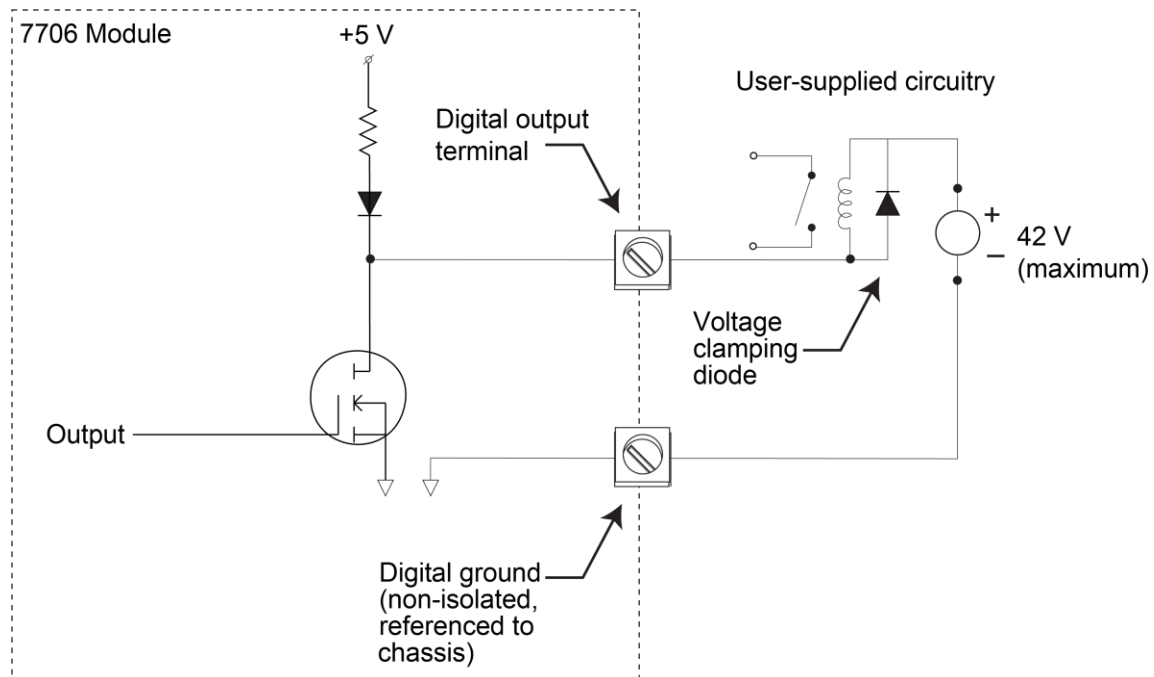 7706 Module
+5 V
User-supplied circuitry
Digital output
terminal
+
−
42 V
(maximum)
Voltage
clamping
diode
Output
Digital ground
(non-isolated,
referenced to
chassis)